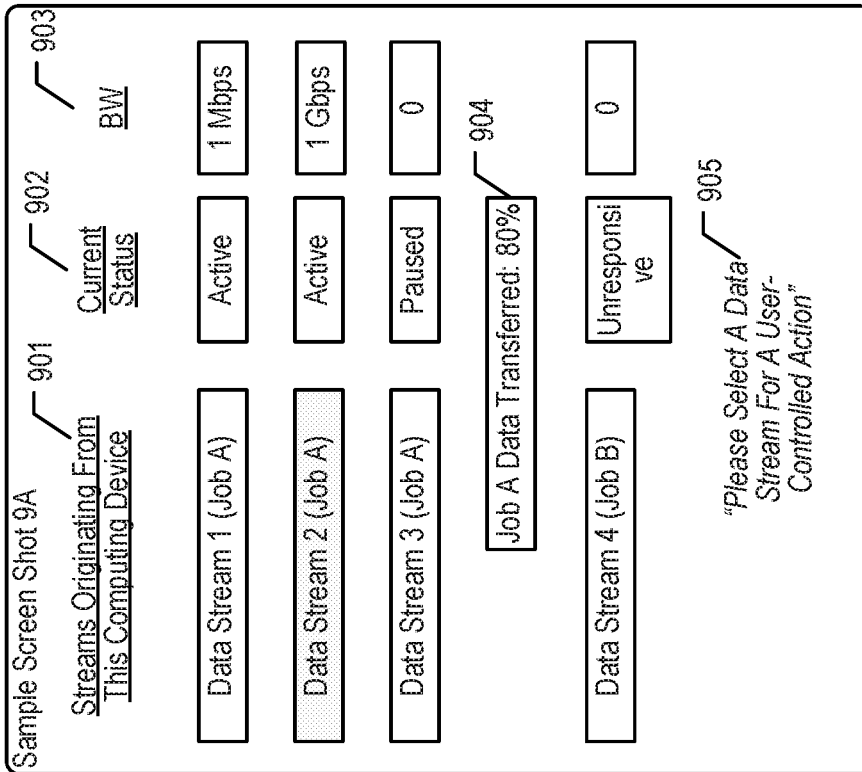 Sample Screen Shot 9A
901
902
903
Streams Originating From
This Computing Device
Current
Status
BW
Data Stream 1 (Job A)
Active
1 Mbps
Data Stream 2 (Job A)
Active
1 Gbps
Data Stream 3 (Job A)
Paused
0
904
Job A Data Transferred: 80%
Data Stream 4 (Job B)
Unresponsi
ve
0
905
“Please Select A Data
Stream For A User-
Controlled Action”